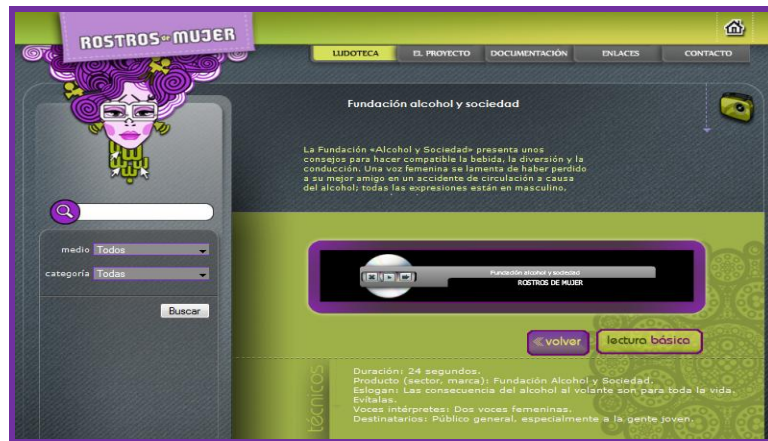 ROSTROS DE MUJER
LUDOTECA EL PROYECTO DOCUMENTACIÓN ENLACES CONTACTO
Fundación alcohol y sociedad
La Fundación «Alcohol y Sociedad» presenta unos
consejos para hacer compatible la bebida, la diversión y la
conducción. Una voz femenina se lamenta de haber perdido
a su mejor amigo en un accidente de circulación a causa
del alcohol; todas las expresiones están en masculino.
medio Todos
categoría Todas
Buscar
Fundación alcohol y sociedad
ROSTROS DE MUJER
volver
lectura básica
técnicos
Duración: 24 segundos.
Producto (sector, marca): Fundación Alcohol y Sociedad.
Eslogan: Las consecuencia del alcohol al volante son para toda la vida.
Evítalas.
Voces intérpretes: Dos voces femeninas.
Destinatarios: Público general, especialmente a la gente joven.